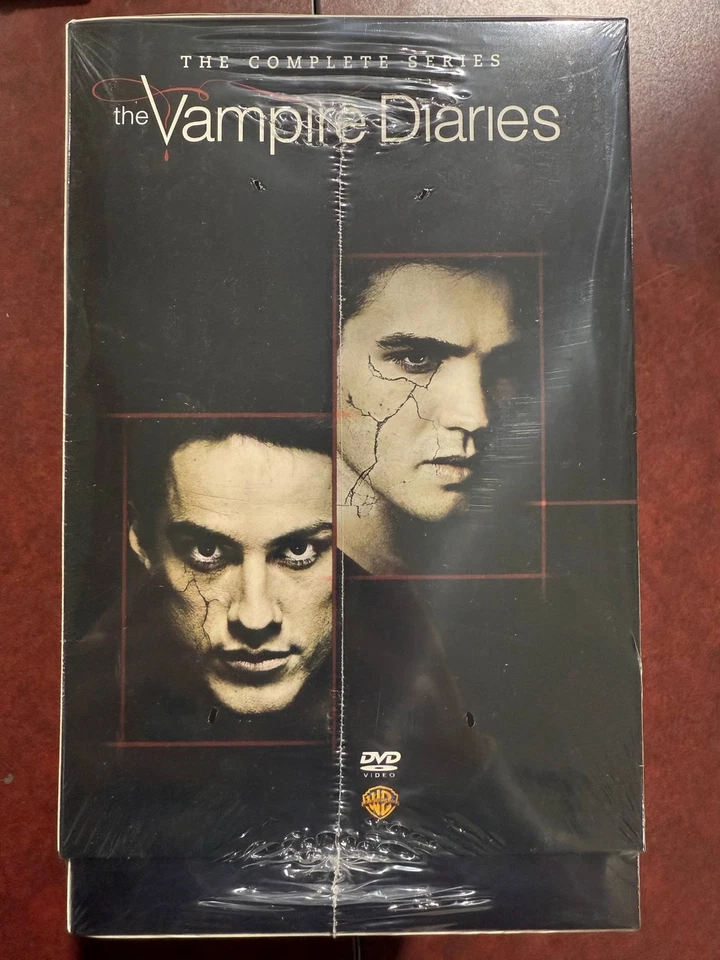 THE COMPLETE SERIES
the Vampire Diaries
DVD
VIDEO
WB